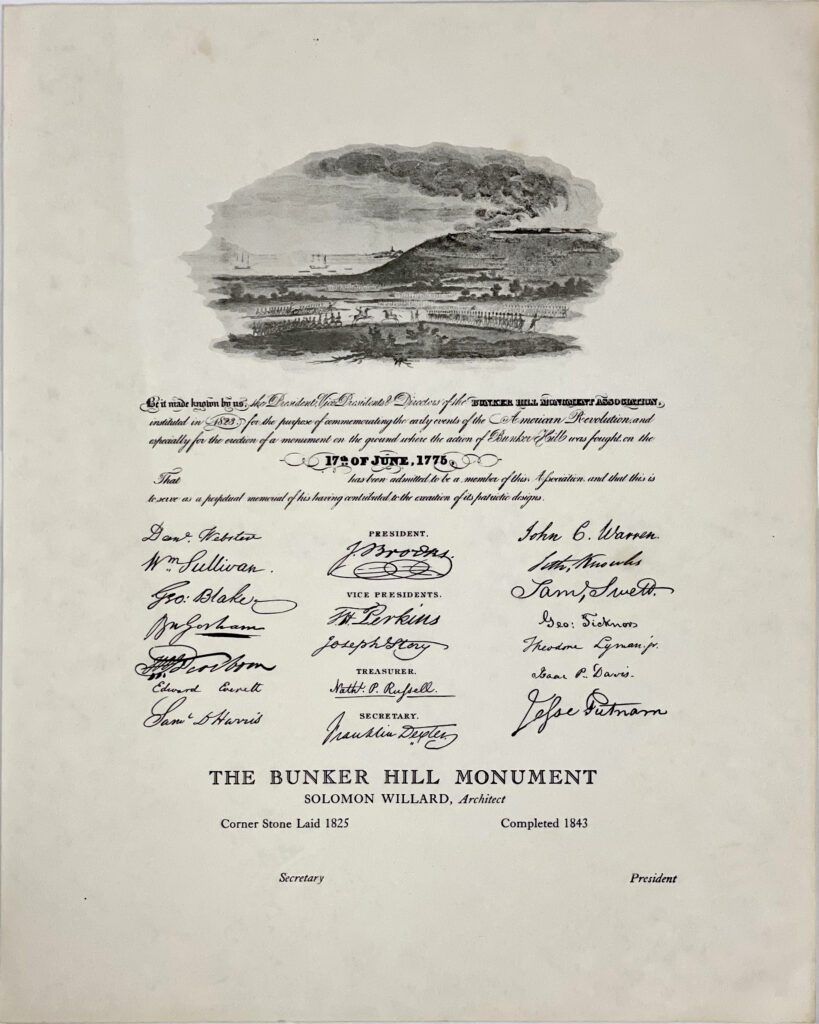 Be it made known by us, the President, Vice Presidents & Directors of the BUNKER HILL MONUMENT ASSOCIATION,
instituted in 1823, for the purpose of commemorating the early events of the American Revolution, and
especially for the erection of a monument on the ground where the action of Bunker Hill was fought, on the
17th OF JUNE, 1775,
That has been admitted to be a member of this Association, and that this is
to serve as a perpetual memorial of his having contributed to the execution of its patriotic designs.
Danl. Webster
Wm Sullivan.
Geo: Blake
Bn Gorham
Dearborn
Edward Everett
Saml D Harris
PRESIDENT.
J. Brooks.
VICE PRESIDENTS.
T H Perkins
Joseph Story
TREASURER.
Nathl. P. Russell.
SECRETARY.
Franklin Dexter
John C. Warren.
Seth, Knowles
Saml, Swett.
Geo: Ticknor
Theodore Lyman jr.
Isaac P. Davis.
Jesse Putnam
THE BUNKER HILL MONUMENT
SOLOMON WILLARD, Architect
Corner Stone Laid 1825
Completed 1843
Secretary
President